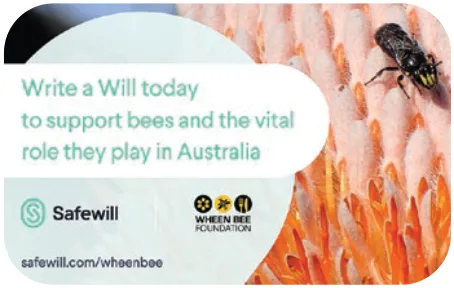 Write a Will today
to support bees and the vital
role they play in Australia
Safewill
WHEEN BEE
FOUNDATION
safewill.com/wheenbee